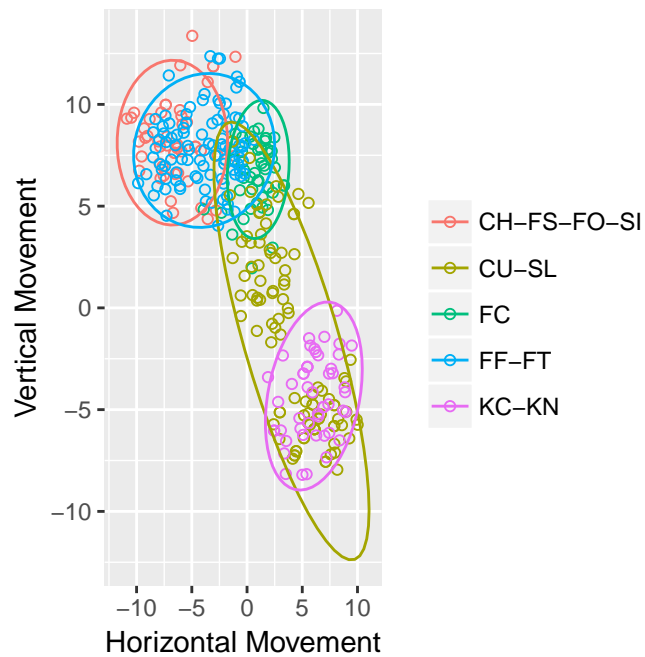 10
5
0
−5
−10
Vertical Movement
−10 −5 0 5 10
Horizontal Movement
CH−FS−FO−SI
CU−SL
FC
FF−FT
KC−KN